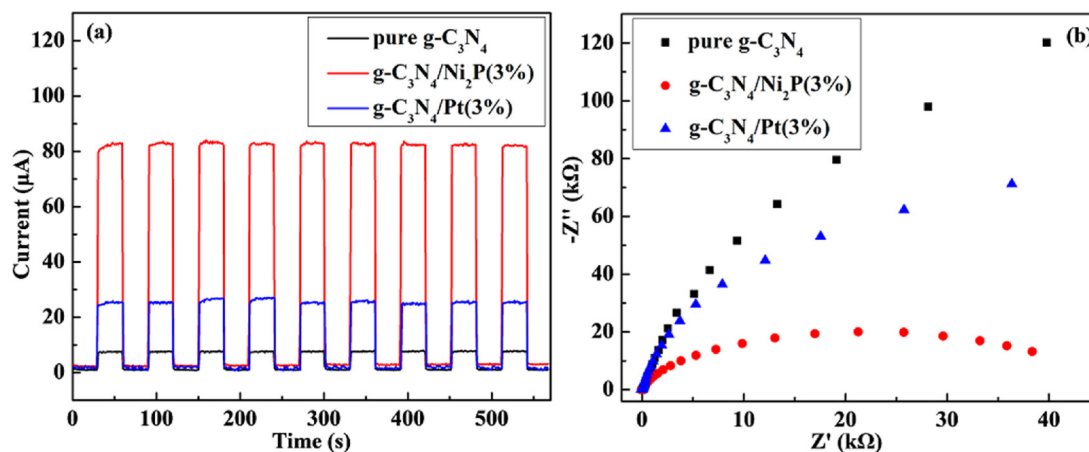 (a)
pure g-C₃N₄
g-C₃N₄/Ni₂P(3%)
g-C₃N₄/Pt(3%)
120
100
80
60
40
20
0
Current (μA)
0 100 200 300 400 500
Time (s)
(b)
pure g-C₃N₄
g-C₃N₄/Ni₂P(3%)
g-C₃N₄/Pt(3%)
120
100
80
60
40
20
0
-Z'' (kΩ)
0 10 20 30 40
Z' (kΩ)